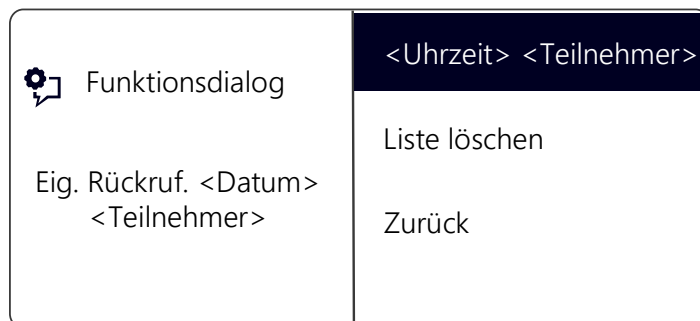 Funktionsdialog
Eig. Rückruf. <Datum>
<Teilnehmer>
<Uhrzeit> <Teilnehmer>
Liste löschen
Zurück